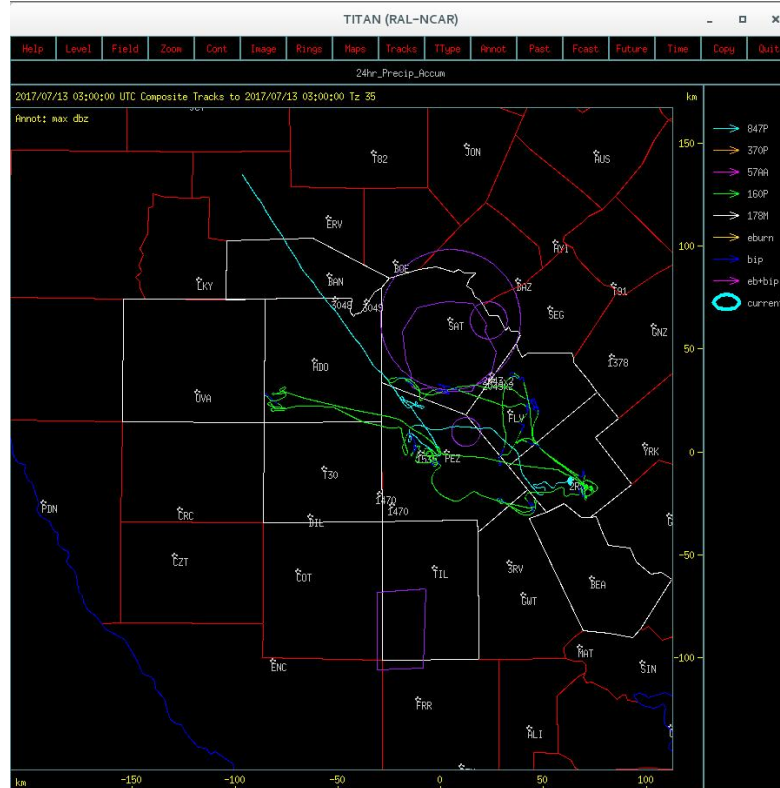 TITAN (RAL-NCAR)
Help Level Field Zoom Cont Image Rings Maps Tracks TType Annot Past Fcast Future Time Copy Quit
24hr_Precip_Accum
2017/07/13 03:00:00 UTC Composite Tracks to 2017/07/13 03:00:00 Tz 35
km
Annot: max dbz
847P
370P
57AA
160P
178M
eburn
bip
eb+bip
current
150
100
50
0
-50
-100
T82
JON
AUS
ERV
AYI
BOE
BAN
LKY
BAZ
T91
3048
3049
SEG
SAT
GNZ
1378
HDO
UVA
FLV
YRK
PEZ
T30
1470
1470
PDN
CRC
DIL
CZT
COT
TIL
3RV
GWT
BEA
MAT
SIN
ENC
FRR
ALI
km
-150 -100 -50 0 50 100